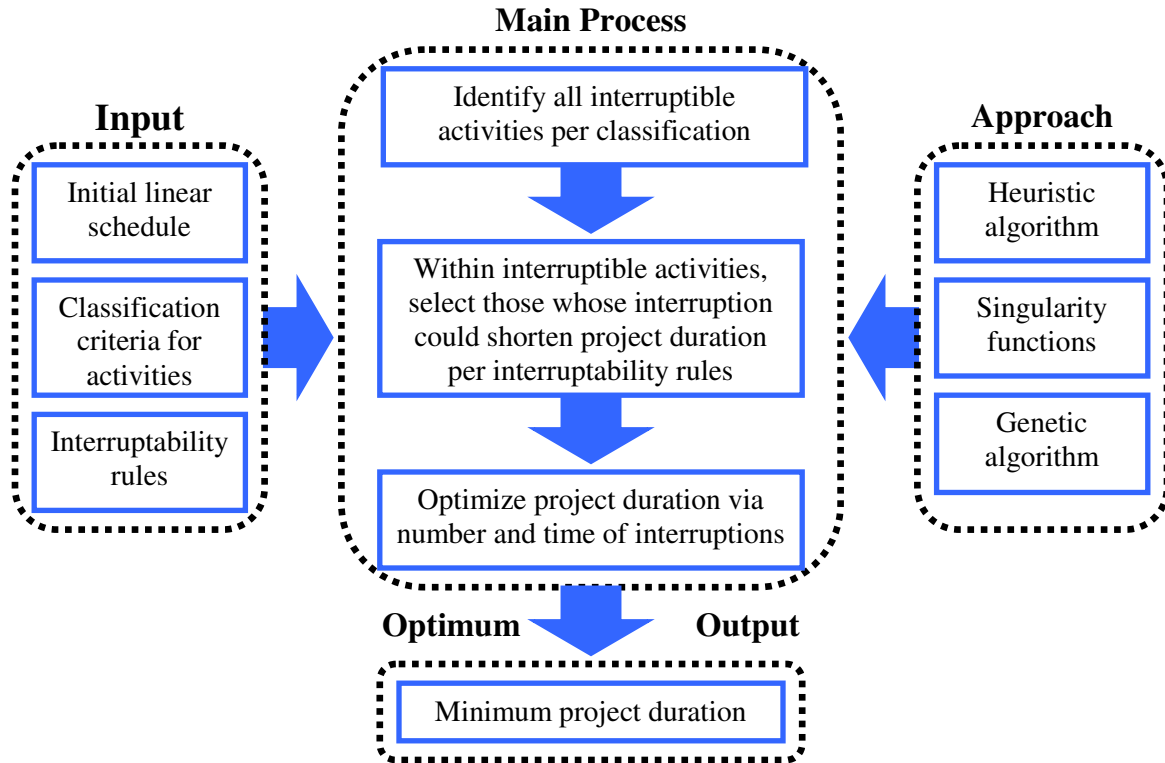 Main Process
Identify all interruptible
activities per classification
Within interruptible activities,
select those whose interruption
could shorten project duration
per interruptability rules
Optimize project duration via
number and time of interruptions
Input
Initial linear
schedule
Classification
criteria for
activities
Interruptability
rules
Approach
Heuristic
algorithm
Singularity
functions
Genetic
algorithm
Optimum Output
Minimum project duration